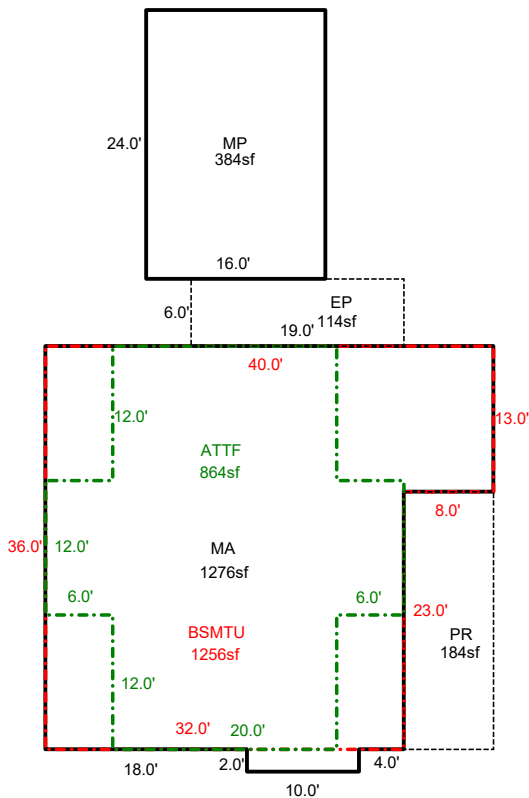 24.0'
MP
384sf
16.0'
6.0'
EP
114sf
19.0'
40.0'
12.0'
13.0'
ATTF
864sf
8.0'
36.0'
12.0'
MA
1276sf
6.0'
6.0'
23.0'
BSMTU
1256sf
PR
184sf
12.0'
32.0'
20.0'
18.0'
2.0'
4.0'
10.0'